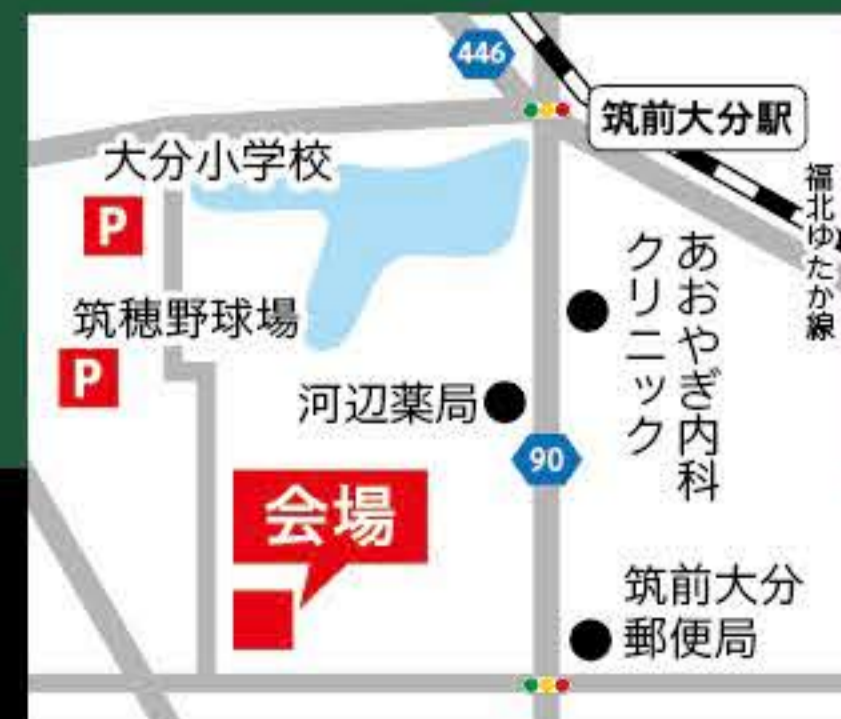 446
筑前大分駅
大分小学校
P
福北ゆたか線
あおやぎ内科
クリニック
筑穂野球場
P
河辺薬局
90
会場
筑前大分
郵便局